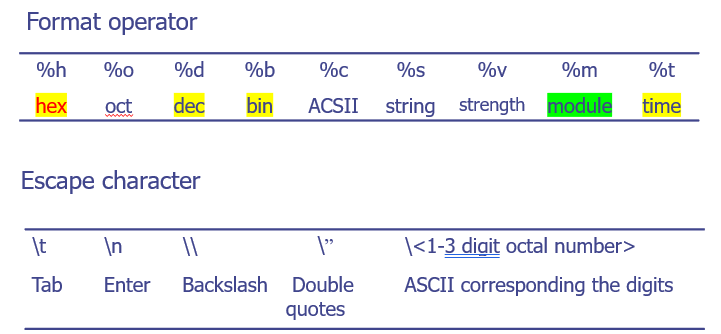 Format operator
%h %o %d %b %c %s %v %m %t
hex oct dec bin ACSII string strength module time
Escape character
\t \n \\ \” \<1-3 digit octal number>
Tab Enter Backslash Double quotes ASCII corresponding the digits